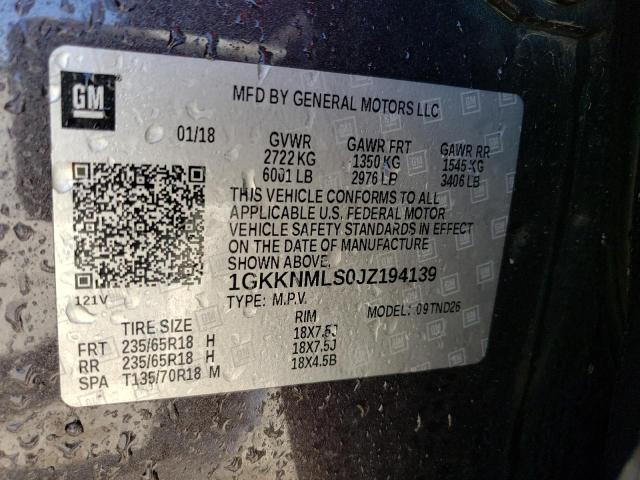 GM
MFD BY GENERAL MOTORS LLC
01/18
GVWR
2722 KG
6001 LB
GAWR FRT
1350 KG
2976 LB
GAWR RR
1545 KG
3406 LB
THIS VEHICLE CONFORMS TO ALL
APPLICABLE U.S. FEDERAL MOTOR
VEHICLE SAFETY STANDARDS IN EFFECT
ON THE DATE OF MANUFACTURE
SHOWN ABOVE.
1GKKNMLS0JZ194139
121V
TYPE: M.P.V.
MODEL: 09TND26
TIRE SIZE RIM
FRT 235/65R18 H 18X7.5J
RR 235/65R18 H 18X7.5J
SPA T135/70R18 M 18X4.5B